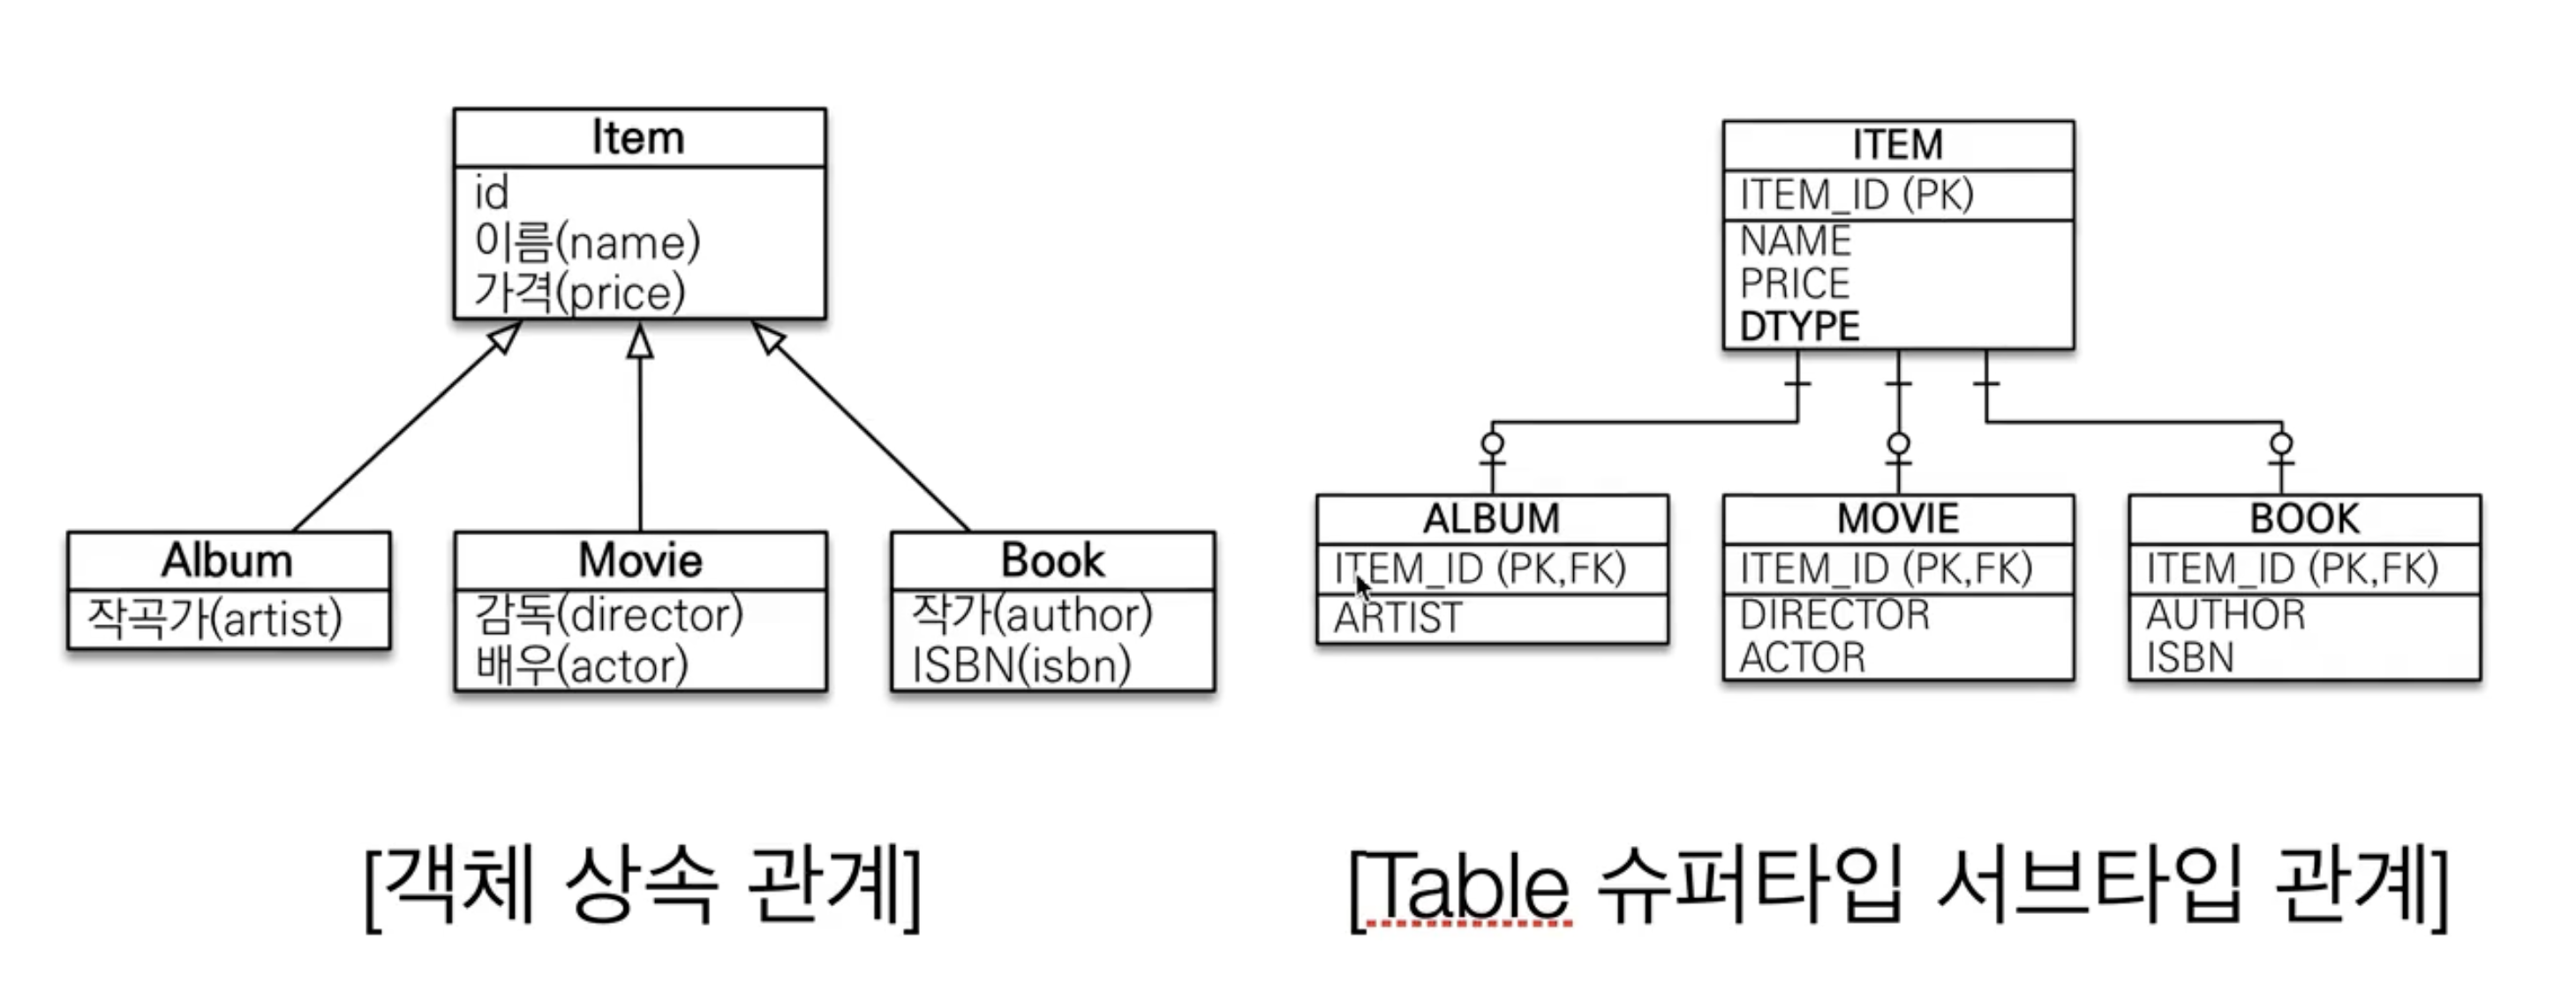 Item
id
이름(name)
가격(price)
Album
작곡가(artist)
Movie
감독(director)
배우(actor)
Book
작가(author)
ISBN(isbn)
[객체 상속 관계]
ITEM
ITEM_ID (PK)
NAME
PRICE
DTYPE
ALBUM
ITEM_ID (PK,FK)
ARTIST
MOVIE
ITEM_ID (PK,FK)
DIRECTOR
ACTOR
BOOK
ITEM_ID (PK,FK)
AUTHOR
ISBN
[Table 슈퍼타입 서브타입 관계]